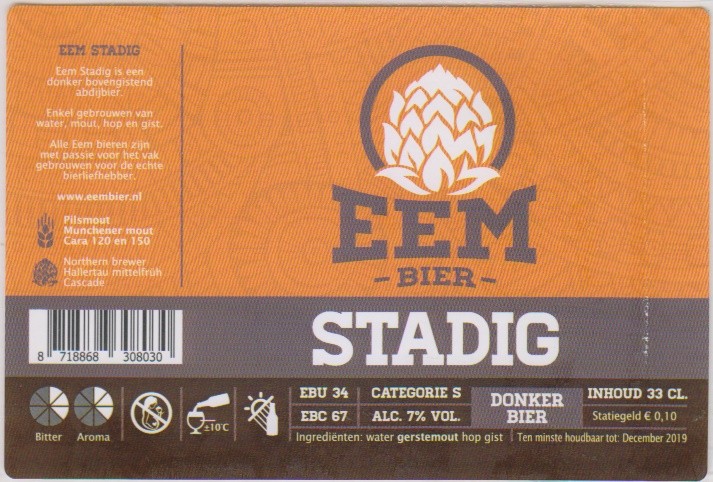 EEM STADIG
Eem Stadig is een
donker bovengistend
abdijbier.
Enkel gebrouwen van
water, mout, hop en gist.
Alle Eem bieren zijn
met passie voor het vak
gebrouwen voor de echte
bierliefhebber.
www.eembier.nl
Pilsmout
Munchener mout
Cara 120 en 150
Northern brewer
Hallertau mittelfrüh
Cascade
EEM
- BIER -
STADIG
8 718868 308030
Bitter
Aroma
±10°C
EBU 34
CATEGORIE S
EBC 67
ALC. 7% VOL.
DONKER
BIER
INHOUD 33 CL.
Statiegeld € 0,10
Ingrediënten: water gerstemout hop gist
Ten minste houdbaar tot: December 2019